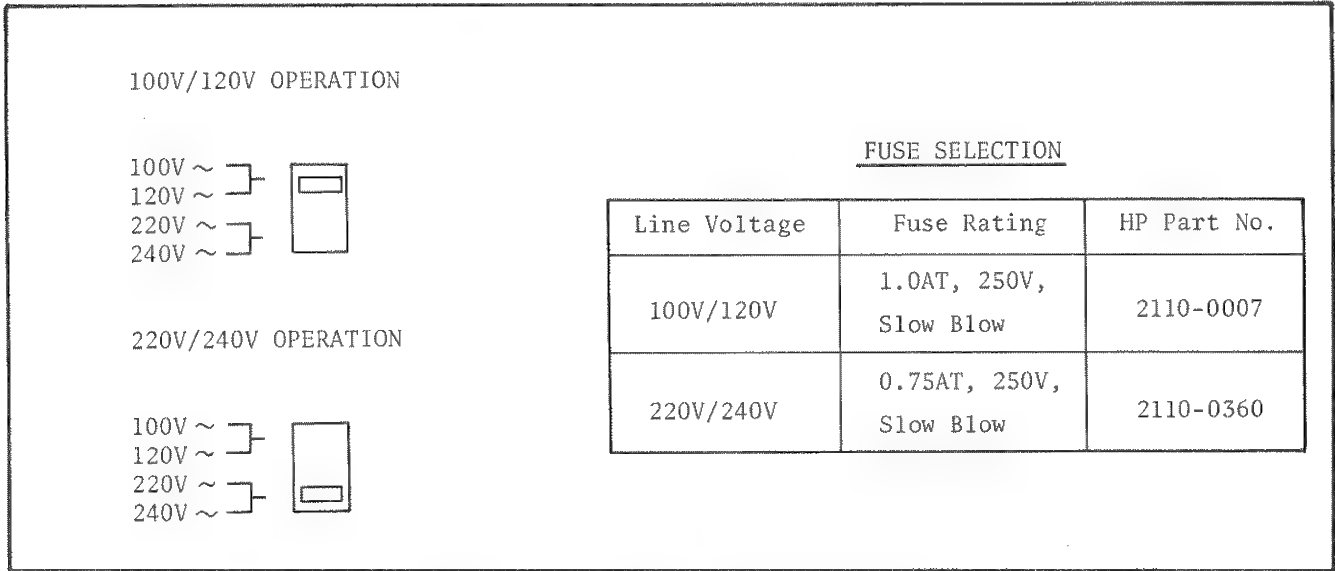 100V/120V OPERATION
100V ~
120V ~
220V ~
240V ~
220V/240V OPERATION
100V ~
120V ~
220V ~
240V ~
FUSE SELECTION
Line Voltage Fuse Rating HP Part No.
100V/120V 1.0AT, 250V, Slow Blow 2110-0007
220V/240V 0.75AT, 250V, Slow Blow 2110-0360